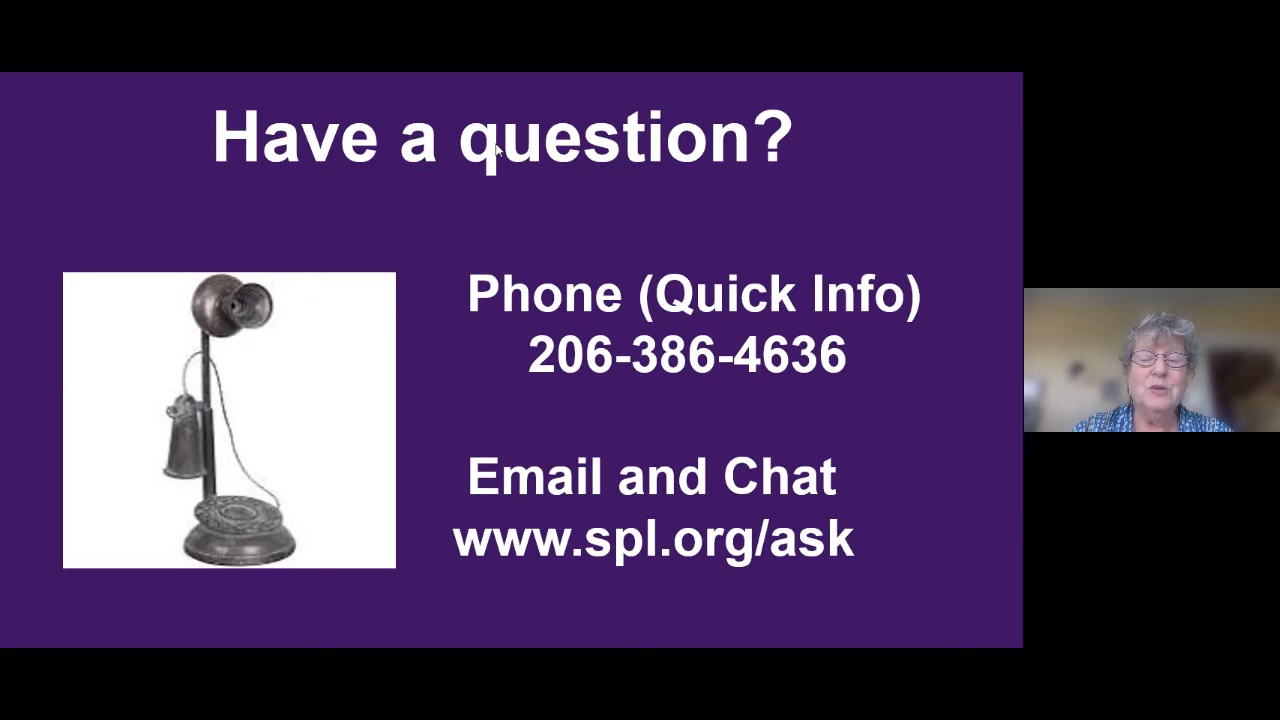 Have a question?
Phone (Quick Info)
206-386-4636
Email and Chat
www.spl.org/ask